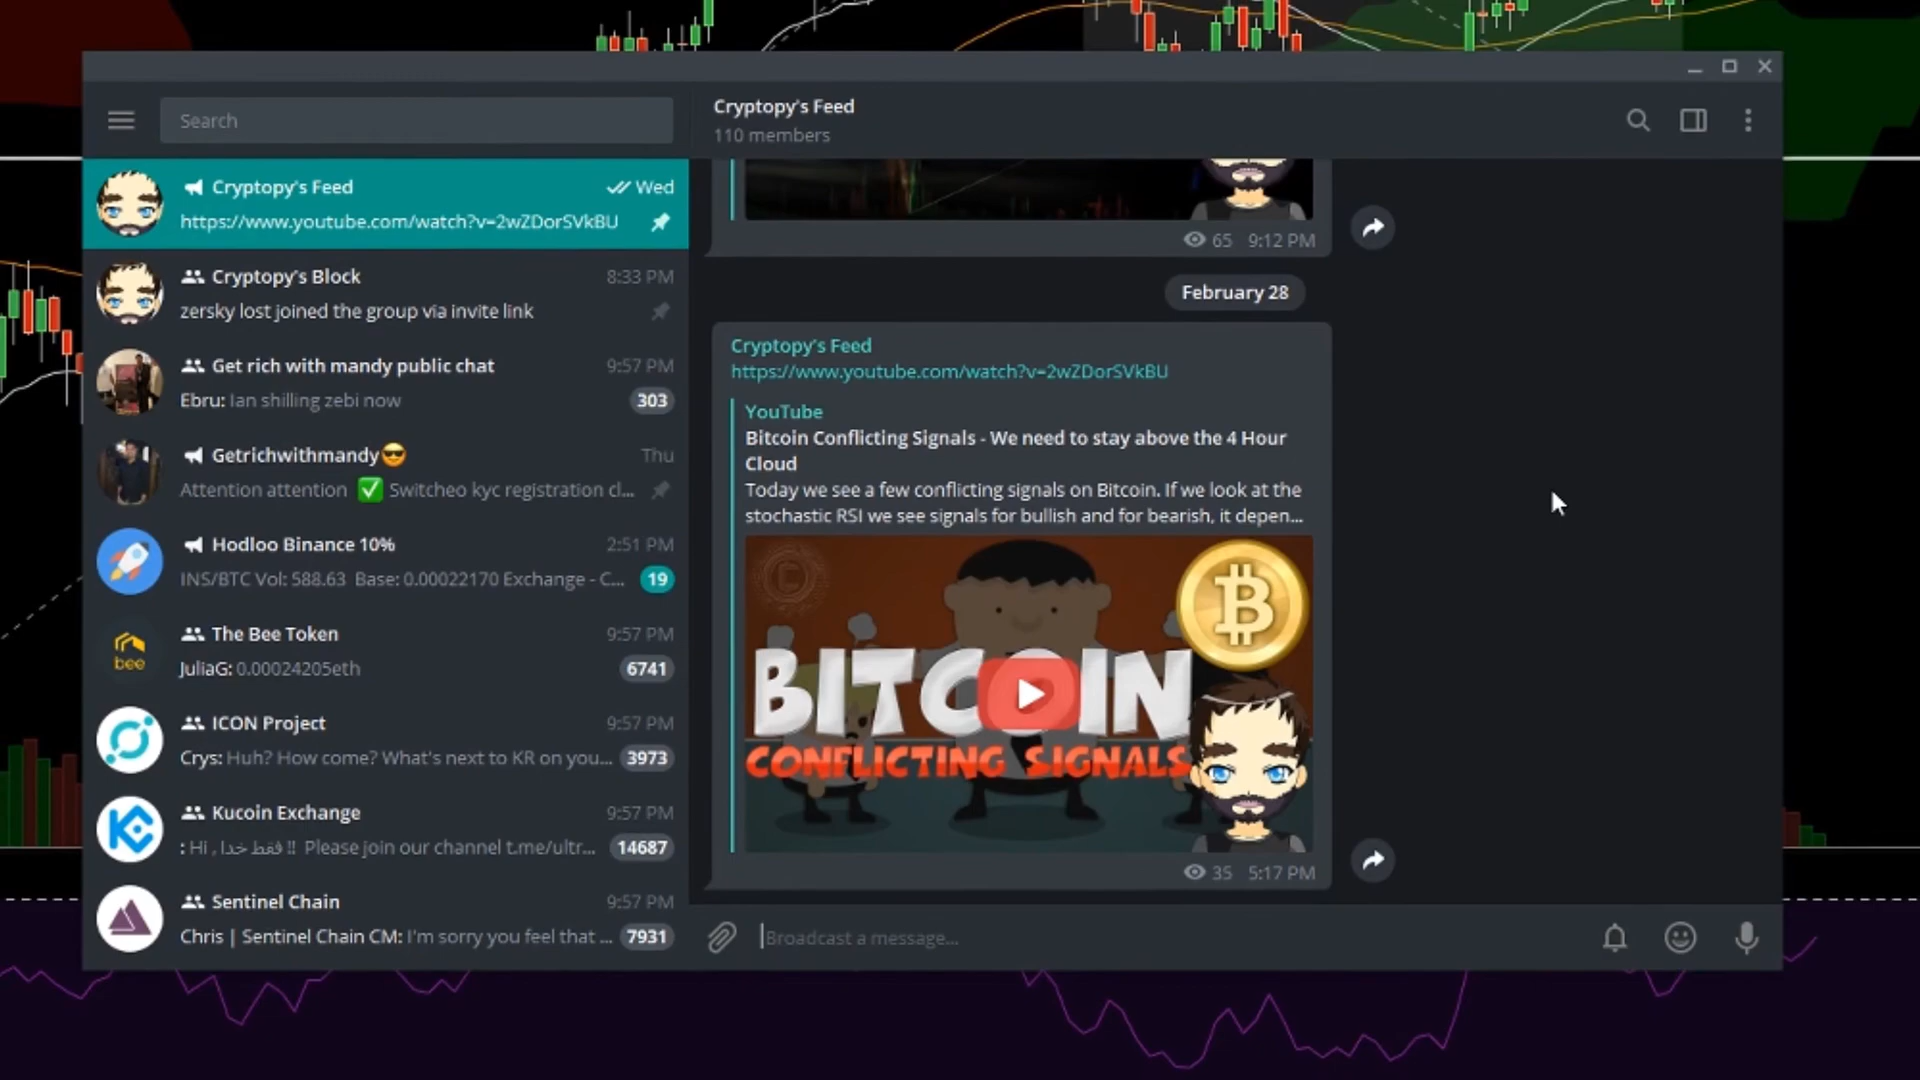 Search
Cryptopy's Feed
110 members
Cryptopy's Feed
Wed
https://www.youtube.com/watch?v=2wZDorSVkBU
Cryptopy's Block
8:33 PM
zersky lost joined the group via invite link
Get rich with mandy public chat
9:57 PM
Ebru: Ian shilling zebi now
303
Getrichwithmandy😎
Thu
Attention attention ✅ Switcheo kyc registration cl...
Hodloo Binance 10%
2:51 PM
INS/BTC Vol: 588.63 Base: 0.00022170 Exchange - C...
19
bee
The Bee Token
9:57 PM
JuliaG: 0.00024205eth
6741
ICON Project
9:57 PM
Crys: Huh? How come? What's next to KR on you...
3973
Kucoin Exchange
9:57 PM
: Hi , فقط خدا !! Please join our channel t.me/ultr...
14687
Sentinel Chain
9:57 PM
Chris | Sentinel Chain CM: I'm sorry you feel that ...
7931
65 9:12 PM
February 28
Cryptopy's Feed
https://www.youtube.com/watch?v=2wZDorSVkBU
YouTube
Bitcoin Conflicting Signals - We need to stay above the 4 Hour
Cloud
Today we see a few conflicting signals on Bitcoin. If we look at the
stochastic RSI we see signals for bullish and for bearish, it depen...
BITCOIN
CONFLICTING SIGNALS
35 5:17 PM
Broadcast a message...